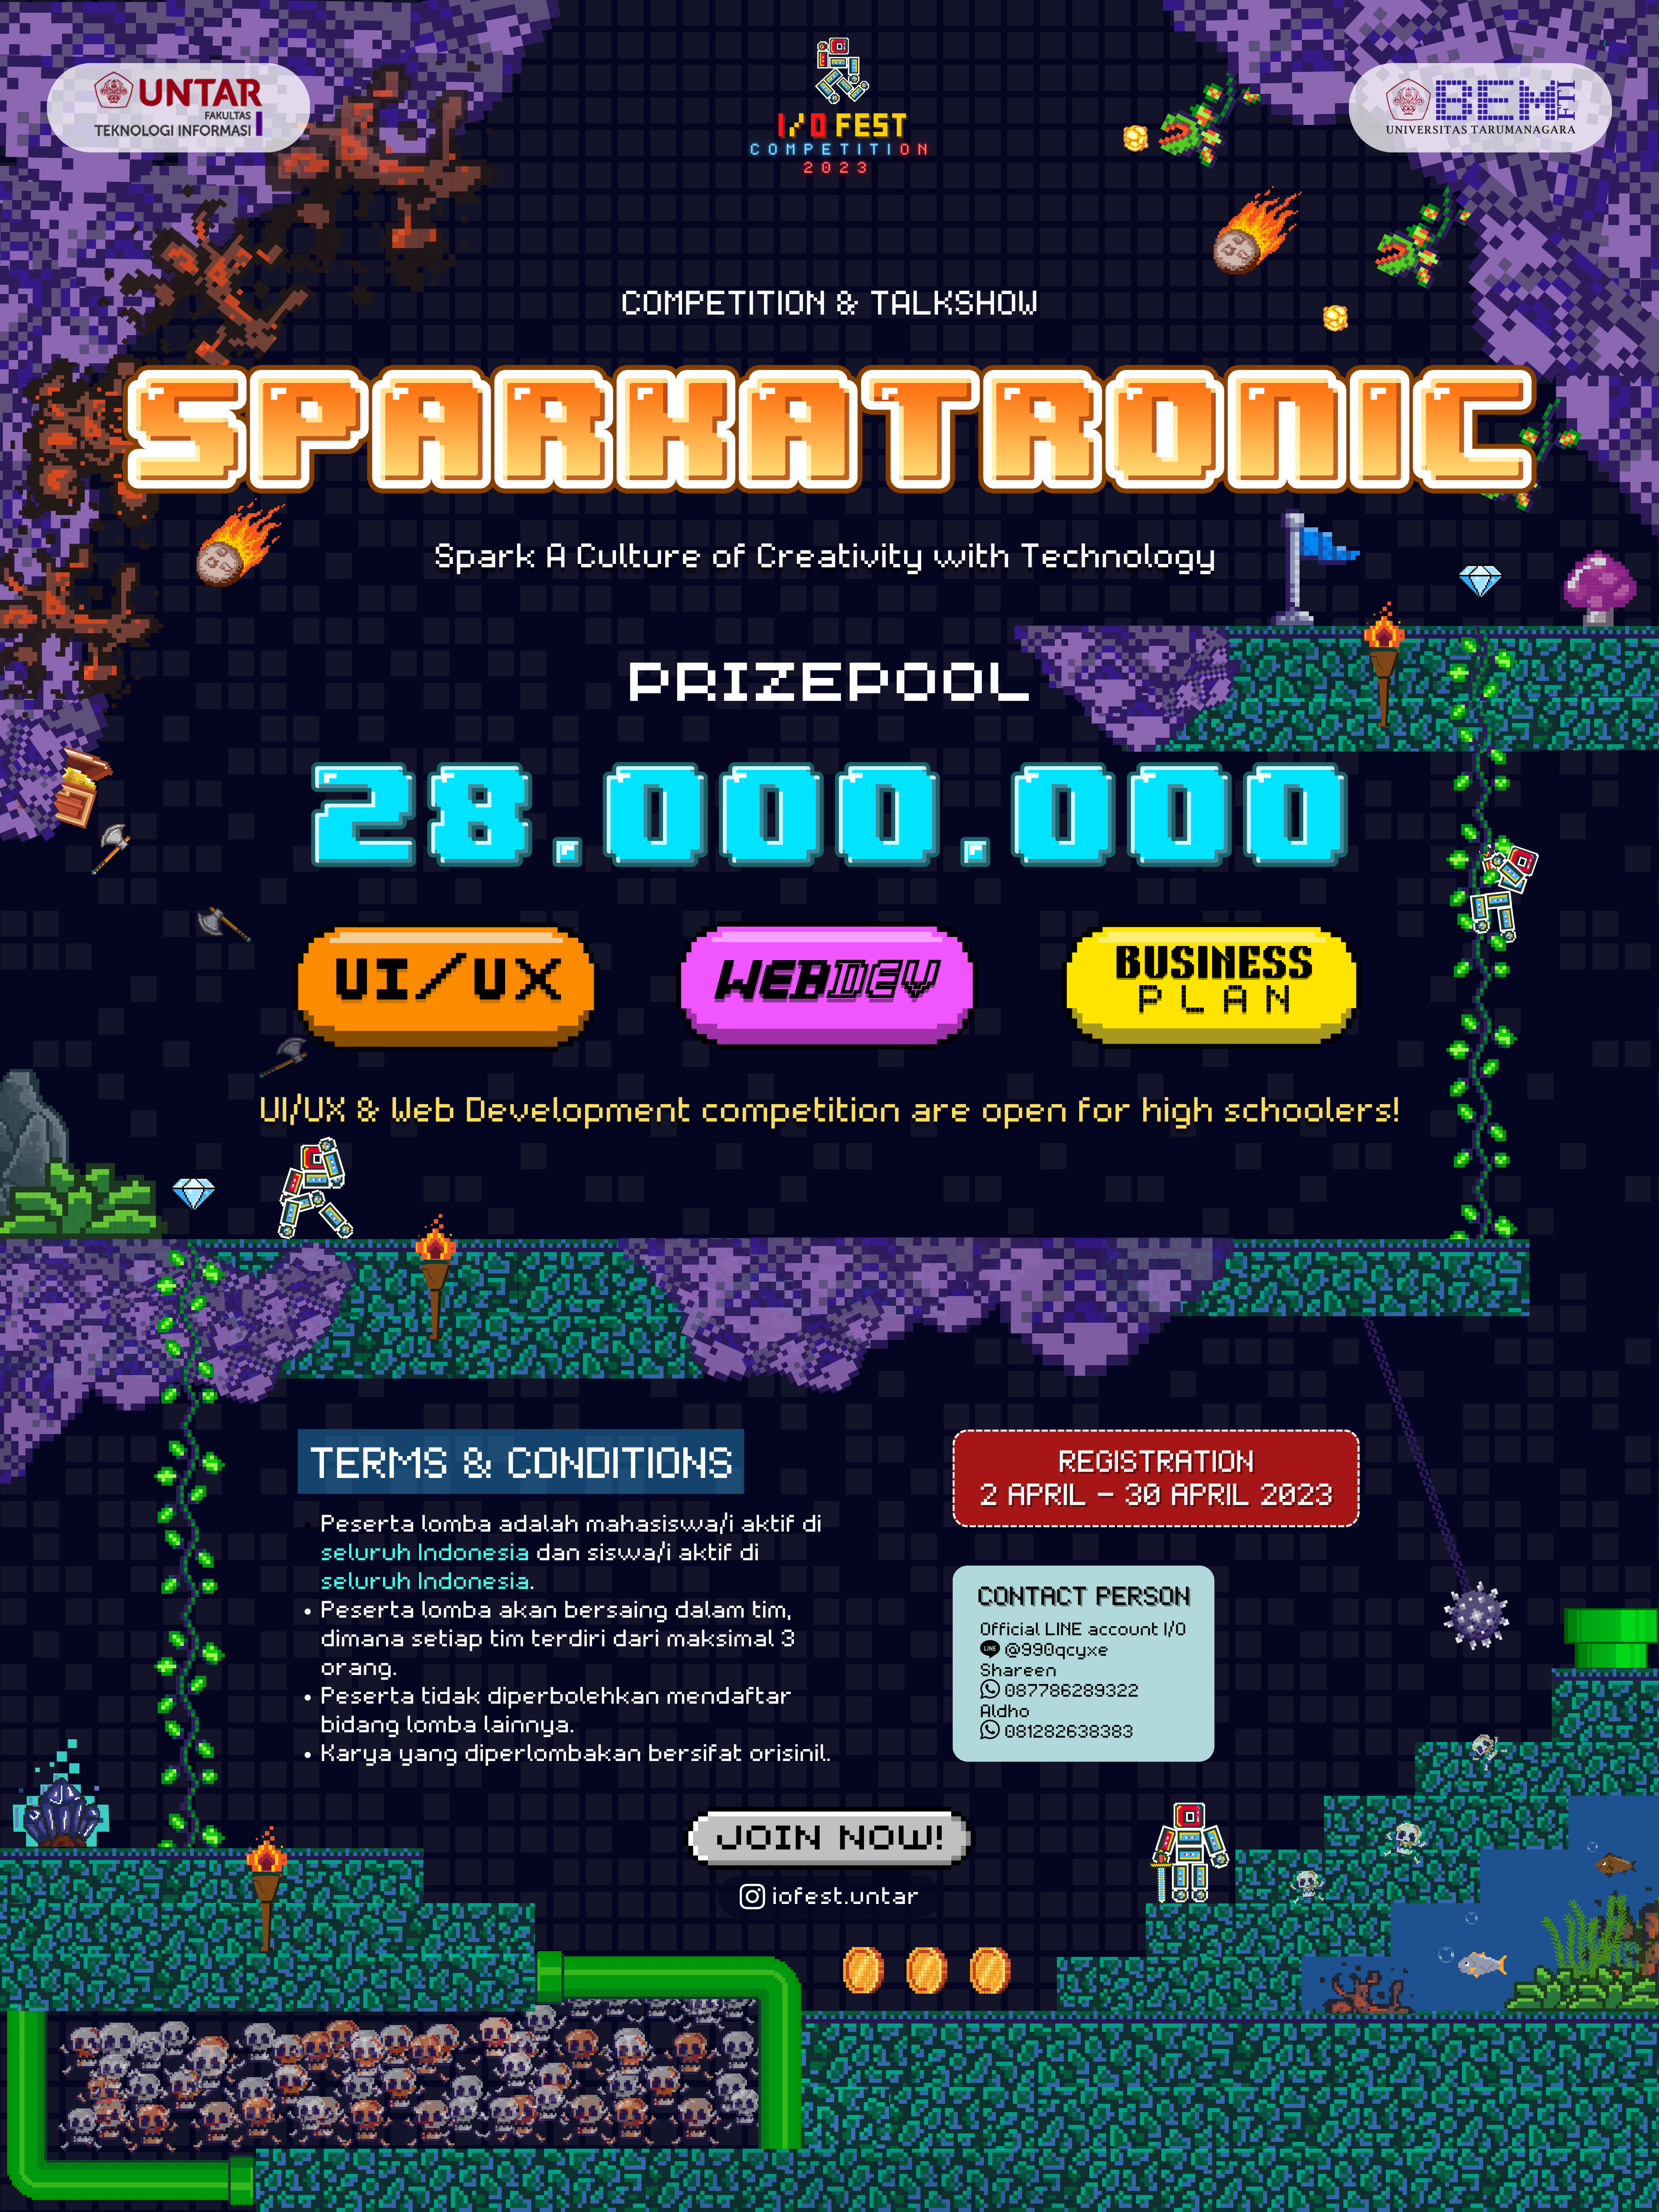 UNTAR
FAKULTAS
TEKNOLOGI INFORMASI
I/O FEST
COMPETITION
2023
BEM FTI
UNIVERSITAS TARUMANAGARA
COMPETITION & TALKSHOW
SPARKATRONIC
Spark A Culture of Creativity with Technology
PRIZEPOOL
28.000.000
UI/UX
WEBDEV
BUSINESS
PLAN
UI/UX & Web Development competition are open for high schoolers!
TERMS & CONDITIONS
• Peserta lomba adalah mahasiswa/i aktif di
seluruh Indonesia dan siswa/i aktif di
seluruh Indonesia.
• Peserta lomba akan bersaing dalam tim,
dimana setiap tim terdiri dari maksimal 3
orang.
• Peserta tidak diperbolehkan mendaftar
bidang lomba lainnya.
• Karya yang diperlombakan bersifat orisinil.
REGISTRATION
2 APRIL - 30 APRIL 2023
CONTACT PERSON
Official LINE account I/O
LINE @990qcyxe
Shareen
087786289322
Aldho
081282638383
JOIN NOW!
iofest.untar